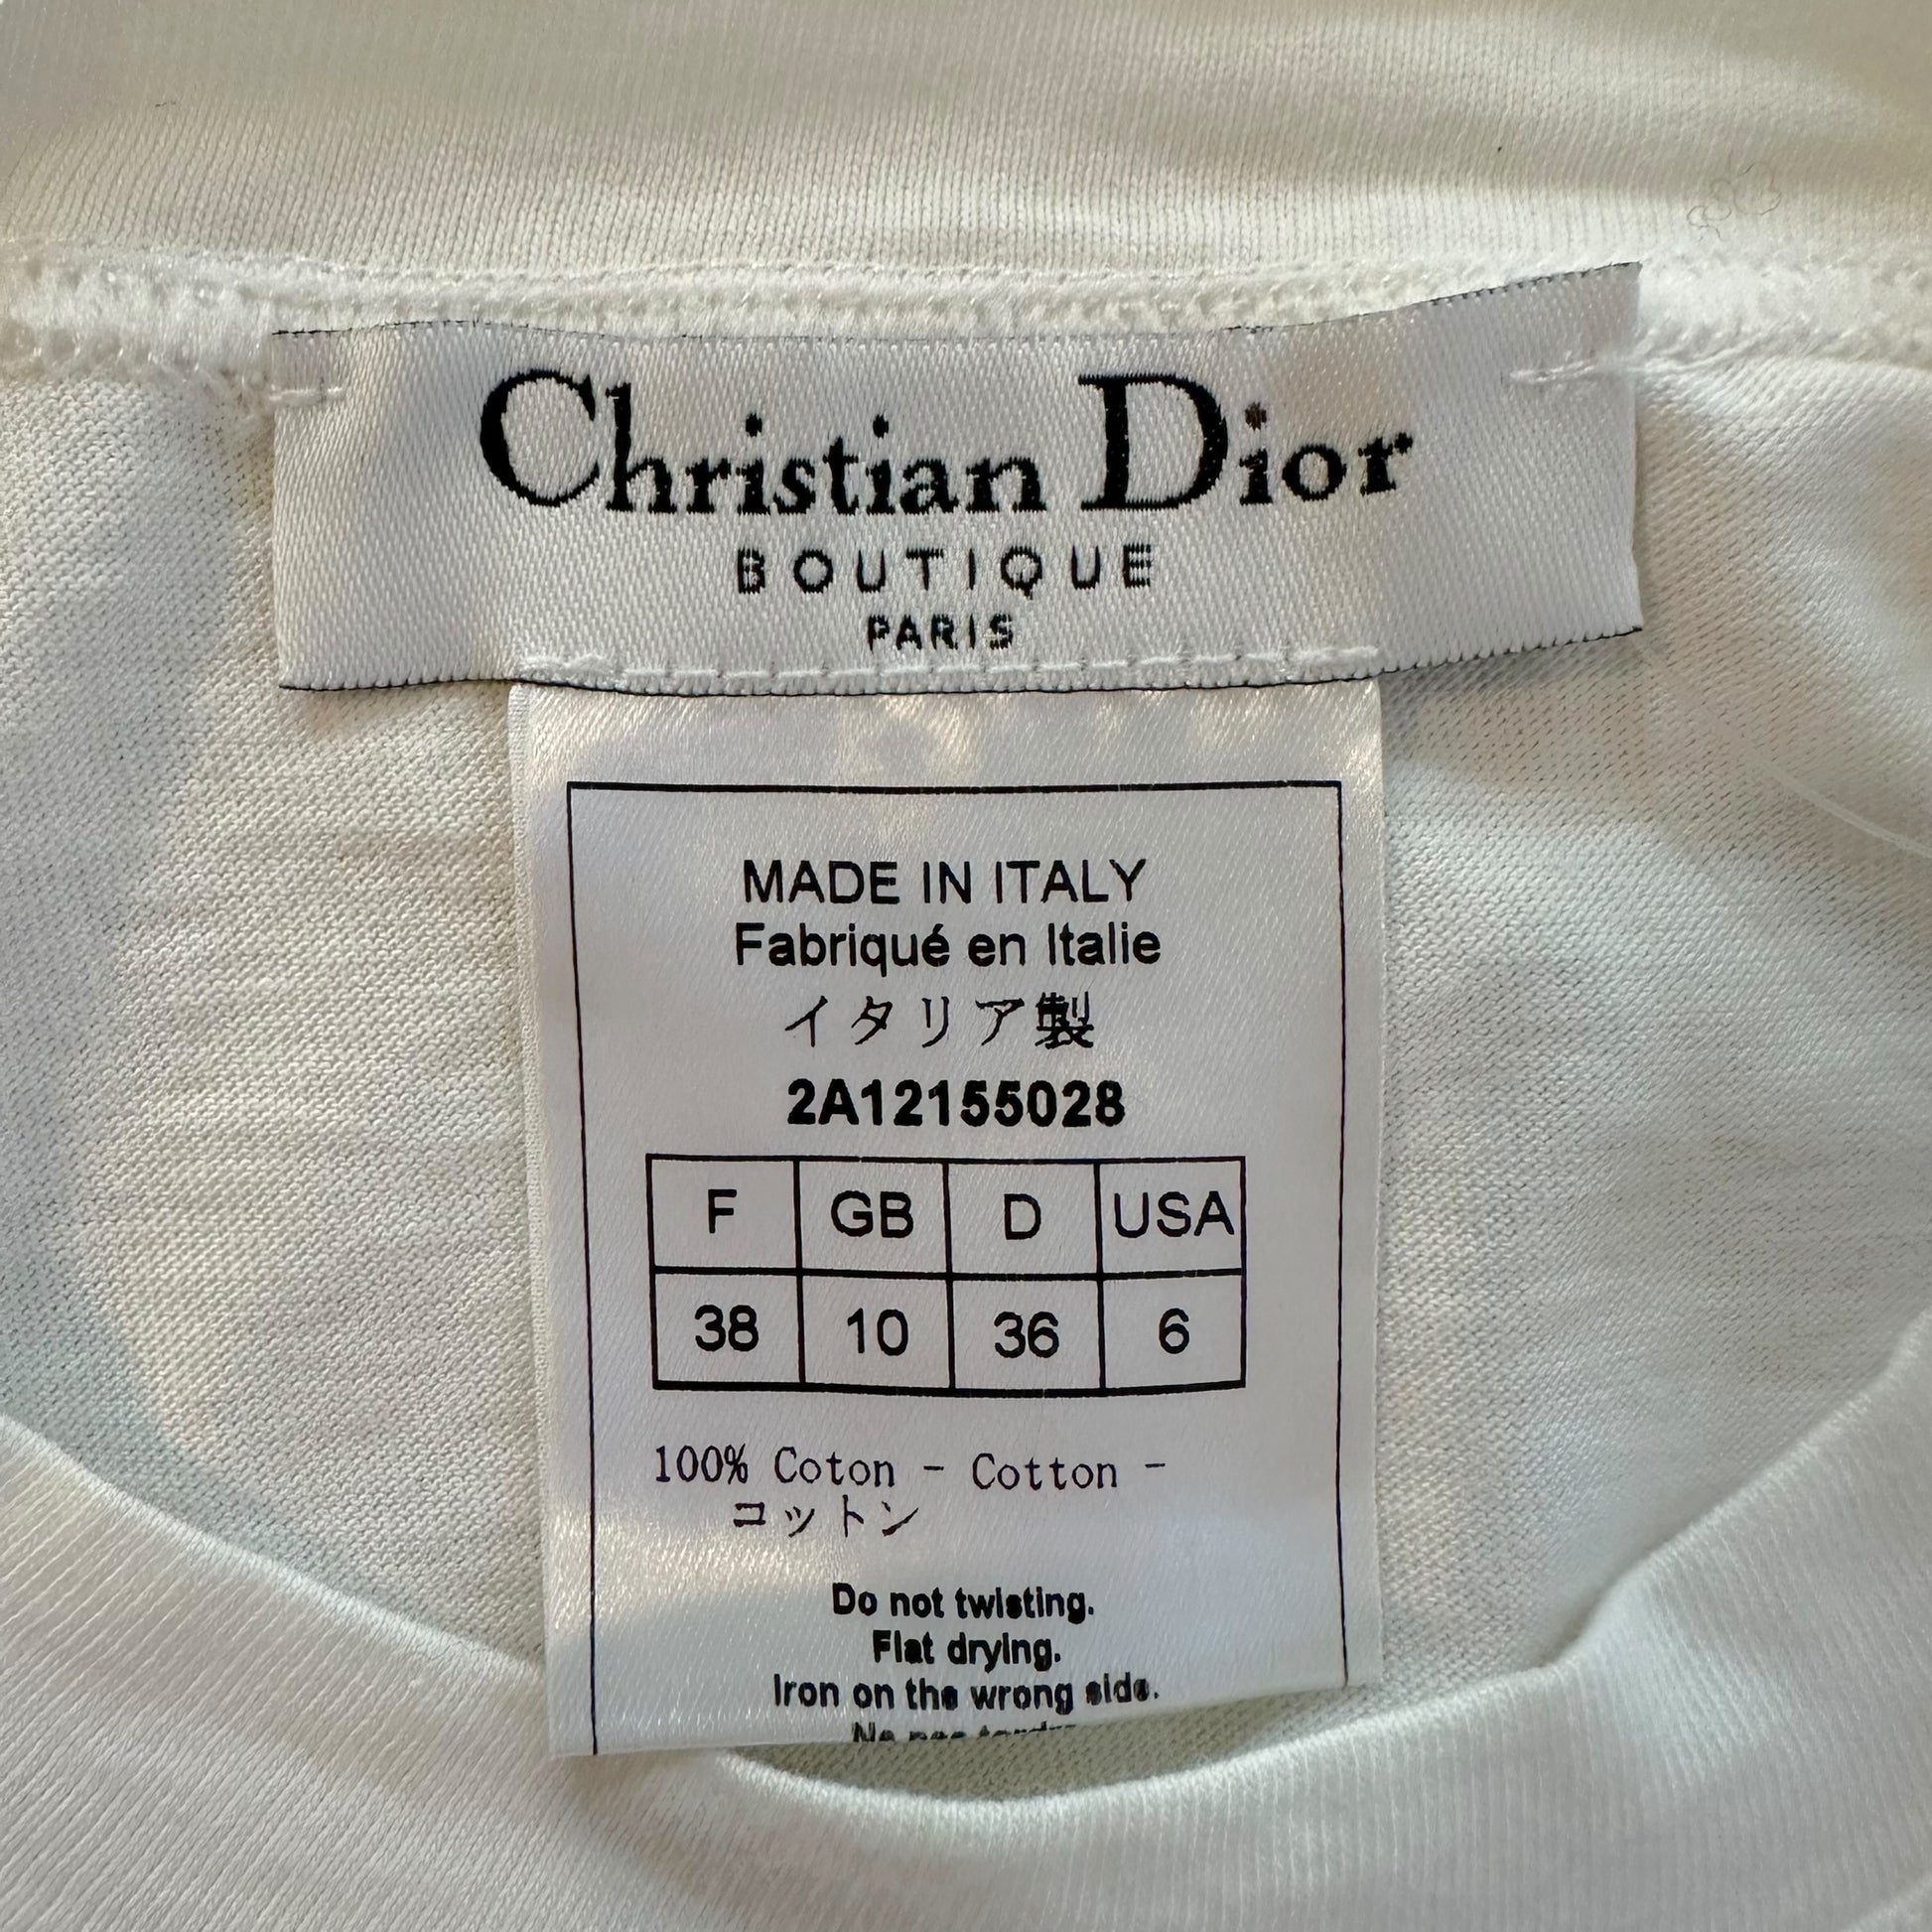 Christian Dior
BOUTIQUE
PARIS
MADE IN ITALY
Fabriqué en Italie
イタリア製
2A12155028
F GB D USA
38 10 36 6
100% Coton - Cotton -
コットン
Do not twisting.
Flat drying.
Iron on the wrong side.
Ne pas